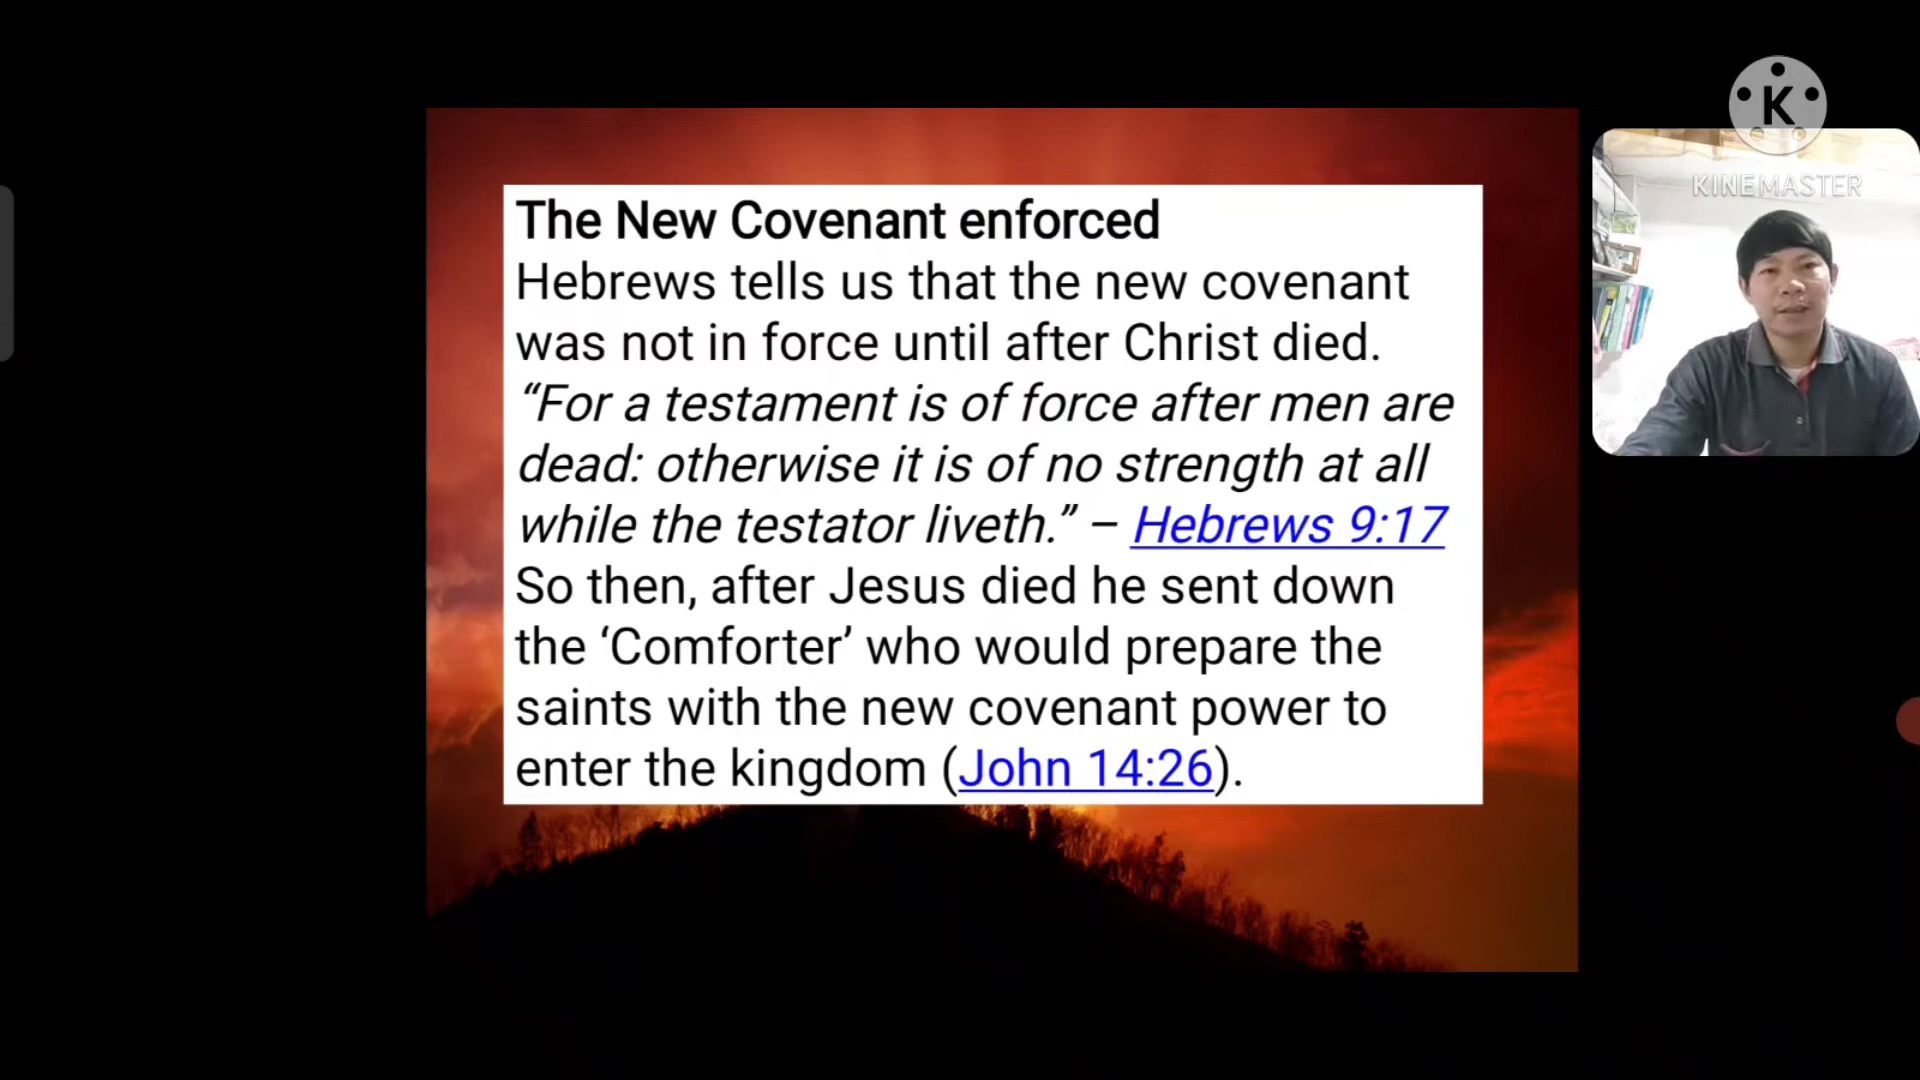 The New Covenant enforced
Hebrews tells us that the new covenant
was not in force until after Christ died.
“For a testament is of force after men are
dead: otherwise it is of no strength at all
while the testator liveth.” – Hebrews 9:17
So then, after Jesus died he sent down
the ‘Comforter’ who would prepare the
saints with the new covenant power to
enter the kingdom (John 14:26).
K
KINEMASTER